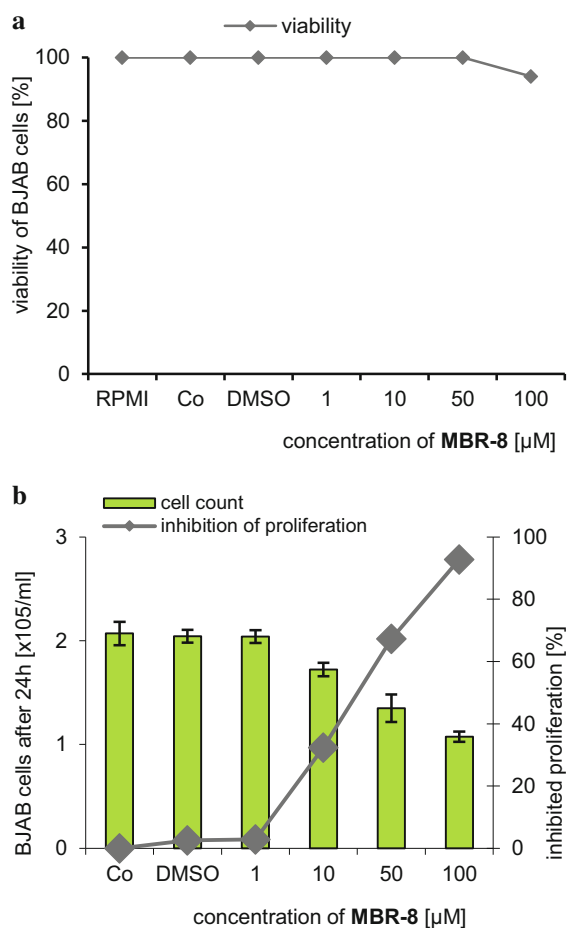 a
viability
viability of BJAB cells [%]
120
100
80
60
40
20
0
RPMI Co DMSO 1 10 50 100
concentration of MBR-8 [µM]
b
cell count
inhibition of proliferation
BJAB cells after 24h [x105/ml]
3
2
1
0
100
80
60
40
20
0
inhibited proliferation [%]
Co DMSO 1 10 50 100
concentration of MBR-8 [µM]